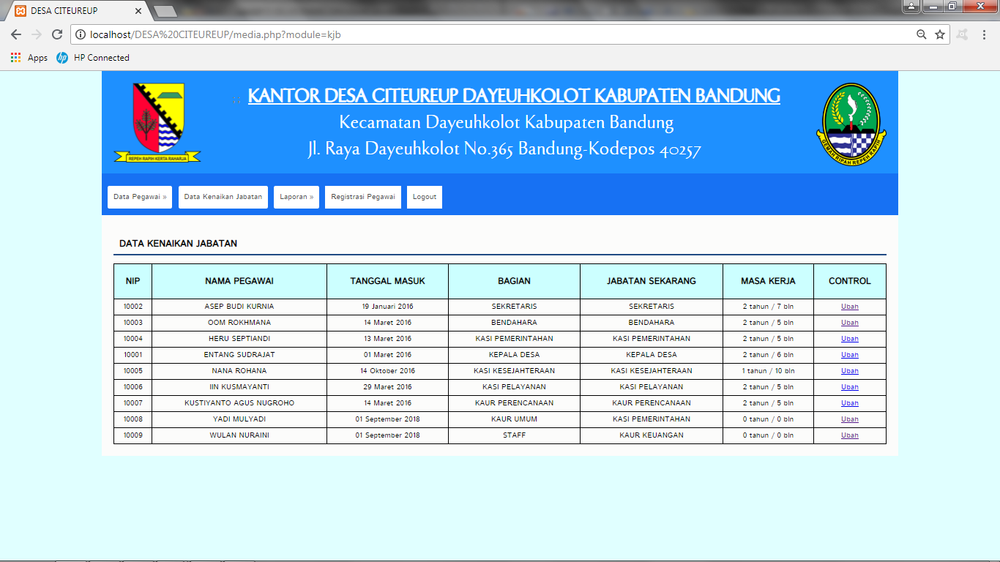 DESA CITEUREUP
localhost/DESA%20CITEUREUP/media.php?module=kjb
Apps HP Connected
KANTOR DESA CITEUREUP DAYEUHKOLOT KABUPATEN BANDUNG
Kecamatan Dayeuhkolot Kabupaten Bandung
Jl. Raya Dayeuhkolot No.365 Bandung-Kodepos 40257
REPEH RAPIH KERTA RAHARJA
GEMAH RIPAH REPEH RAPIH
Data Pegawai » Data Kenaikan Jabatan Laporan » Registrasi Pegawai Logout
DATA KENAIKAN JABATAN
NIP NAMA PEGAWAI TANGGAL MASUK BAGIAN JABATAN SEKARANG MASA KERJA CONTROL
10002 ASEP BUDI KURNIA 19 Januari 2016 SEKRETARIS SEKRETARIS 2 tahun / 7 bln Ubah
10003 OOM ROKHMANA 14 Maret 2016 BENDAHARA BENDAHARA 2 tahun / 5 bln Ubah
10004 HERU SEPTIANDI 13 Maret 2016 KASI PEMERINTAHAN KASI PEMERINTAHAN 2 tahun / 5 bln Ubah
10001 ENTANG SUDRAJAT 01 Maret 2016 KEPALA DESA KEPALA DESA 2 tahun / 6 bln Ubah
10005 NANA ROHANA 14 Oktober 2016 KASI KESEJAHTERAAN KASI KESEJAHTERAAN 1 tahun / 10 bln Ubah
10006 IIN KUSMAYANTI 29 Maret 2016 KASI PELAYANAN KASI PELAYANAN 2 tahun / 5 bln Ubah
10007 KUSTIYANTO AGUS NUGROHO 14 Maret 2016 KAUR PERENCANAAN KAUR PERENCANAAN 2 tahun / 5 bln Ubah
10008 YADI MULYADI 01 September 2018 KAUR UMUM KASI PEMERINTAHAN 0 tahun / 0 bln Ubah
10009 WULAN NURAINI 01 September 2018 STAFF KAUR KEUANGAN 0 tahun / 0 bln Ubah